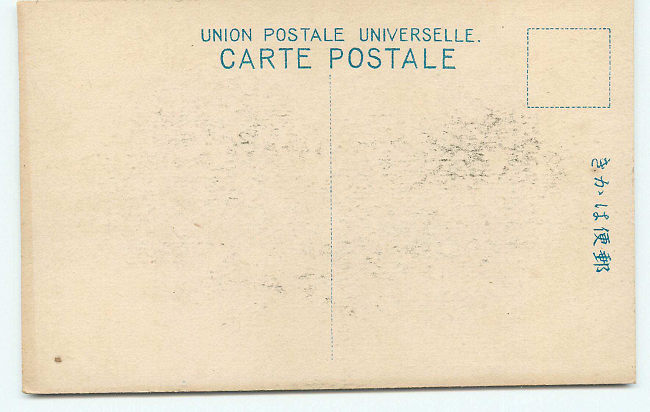 UNION POSTALE UNIVERSELLE.
CARTE POSTALE
きかは便郵